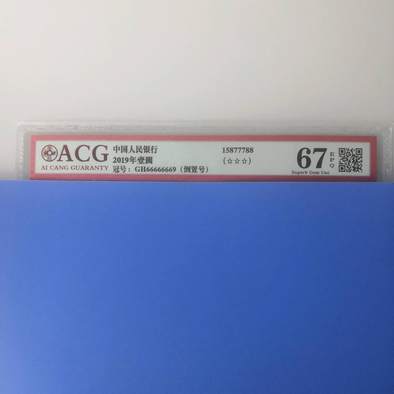 ACG
AI CANG GUARANTY
中国人民银行
2019年壹圆
冠号：GH66666669（倒置号）
15877788
(☆☆☆)
67
EPQ
Superb Gem Unc